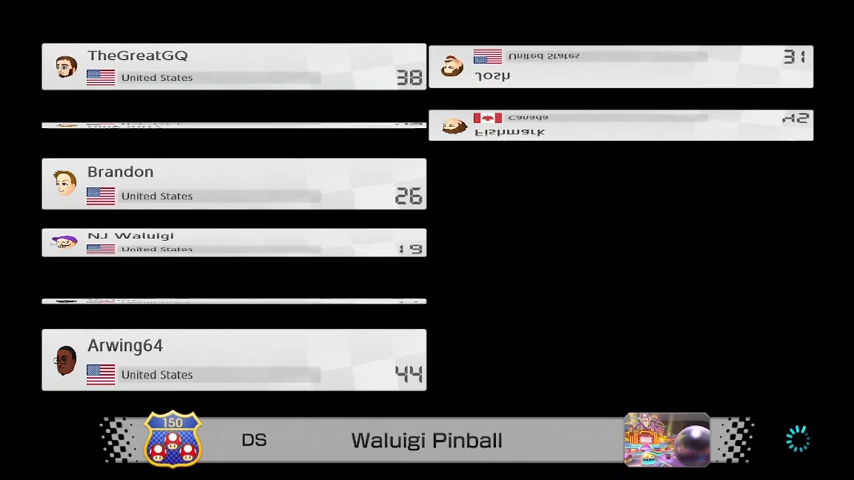 TheGreatGQ
United States
38
Brandon
United States
26
NJ Waluigi
United States
19
Arwing64
United States
44
United States
31
Josh
Canada
42
Fishmark
150
DS
Waluigi Pinball